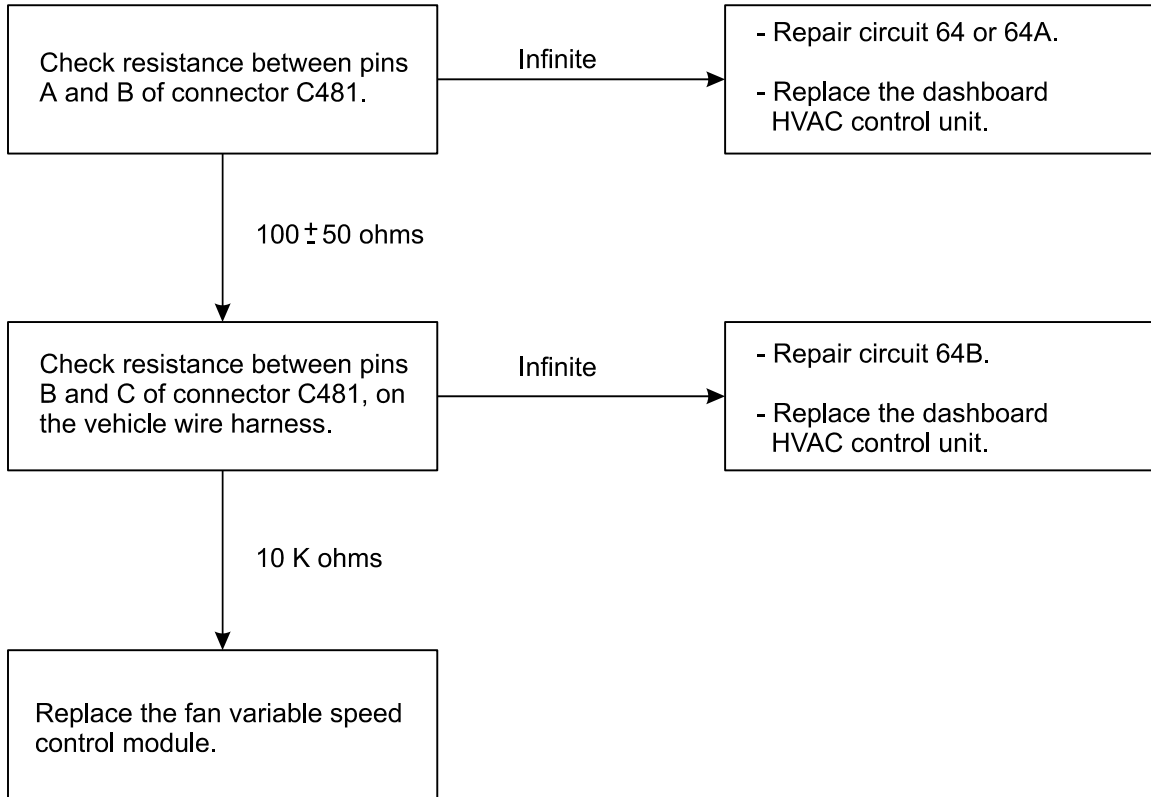 Check resistance between pins
A and B of connector C481.
Infinite
- Repair circuit 64 or 64A.
- Replace the dashboard
HVAC control unit.
100 ± 50 ohms
Check resistance between pins
B and C of connector C481, on
the vehicle wire harness.
Infinite
- Repair circuit 64B.
- Replace the dashboard
HVAC control unit.
10 K ohms
Replace the fan variable speed
control module.